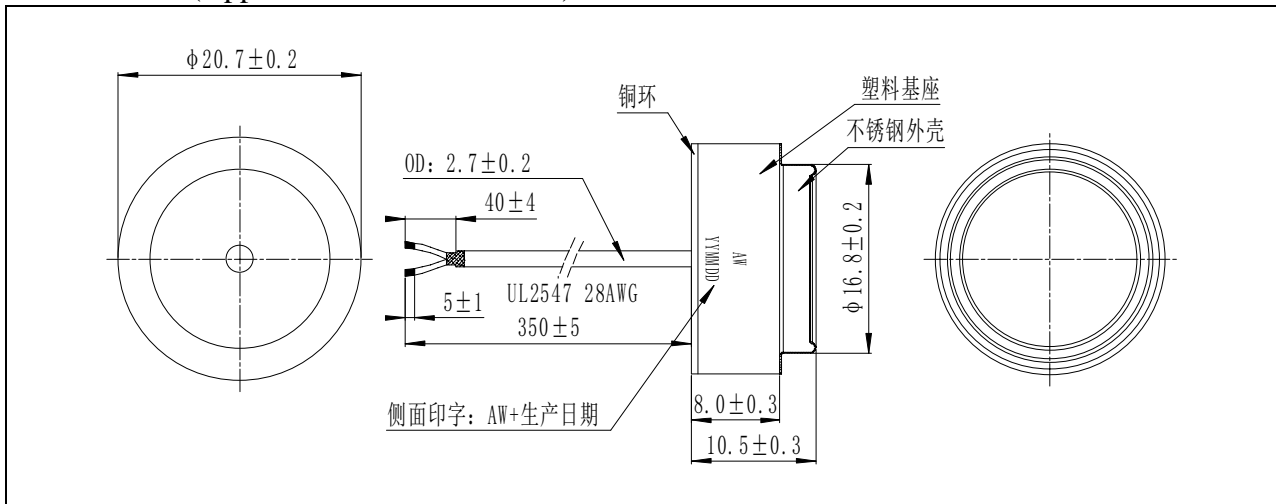 φ20.7±0.2
铜环
塑料基座
不锈钢外壳
OD: 2.7±0.2
40±4
AW
YYMMDD
φ16.8±0.2
UL2547 28AWG
5±1
350±5
侧面印字: AW+生产日期
8.0±0.3
10.5±0.3